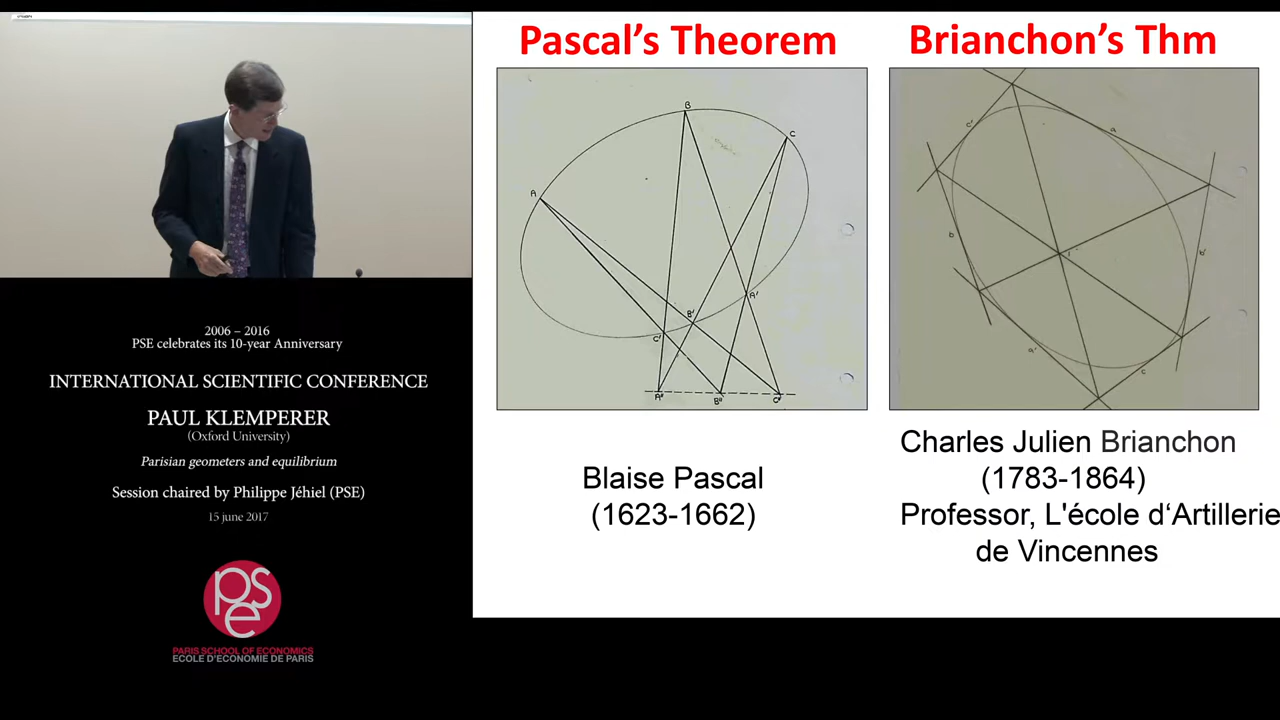 Pascal's Theorem
Brianchon's Thm
B
C
A
A'
B'
C'
A"
B"
C"
c'
a
b
b'
a'
c
Blaise Pascal
(1623-1662)
Charles Julien Brianchon
(1783-1864)
Professor, L'école d'Artillerie
de Vincennes
2006 – 2016
PSE celebrates its 10-year Anniversary
INTERNATIONAL SCIENTIFIC CONFERENCE
PAUL KLEMPERER
(Oxford University)
Parisian geometers and equilibrium
Session chaired by Philippe Jéhiel (PSE)
15 june 2017
pse
PARIS SCHOOL OF ECONOMICS
ECOLE D'ECONOMIE DE PARIS